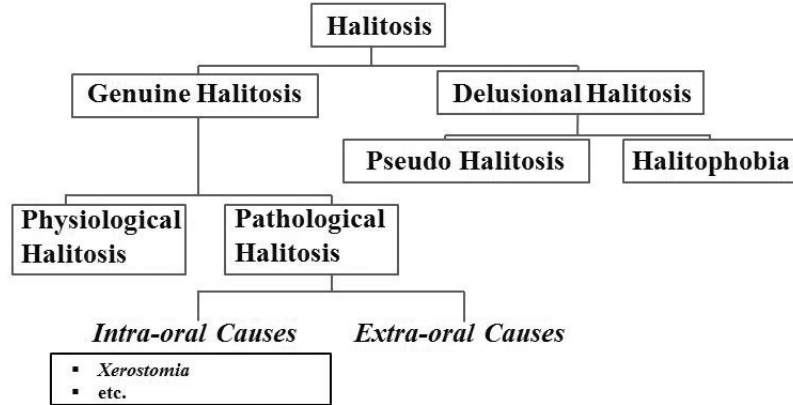 Halitosis
Genuine Halitosis
Delusional Halitosis
Pseudo Halitosis
Halitophobia
Physiological
Halitosis
Pathological
Halitosis
Intra-oral Causes
Extra-oral Causes
▪ Xerostomia
▪ etc.